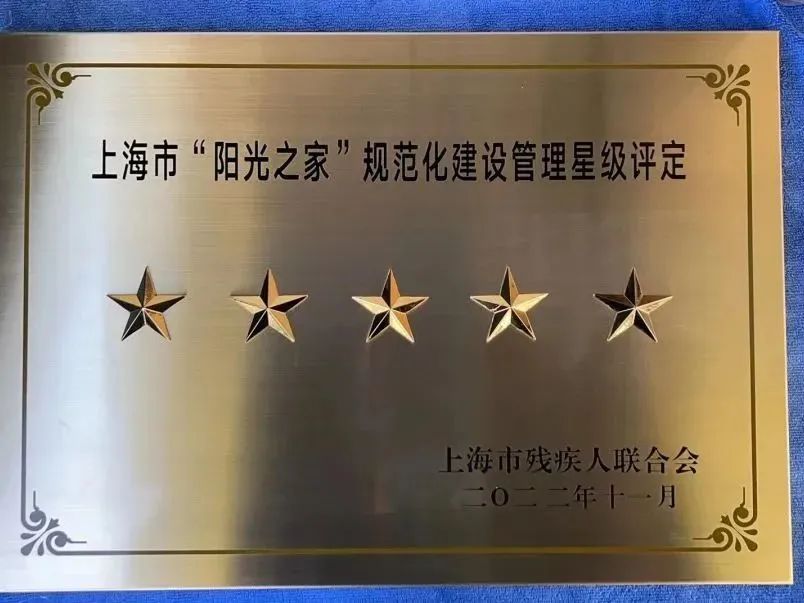 上海市“阳光之家”规范化建设管理星级评定
上海市残疾人联合会
二〇二二年十一月